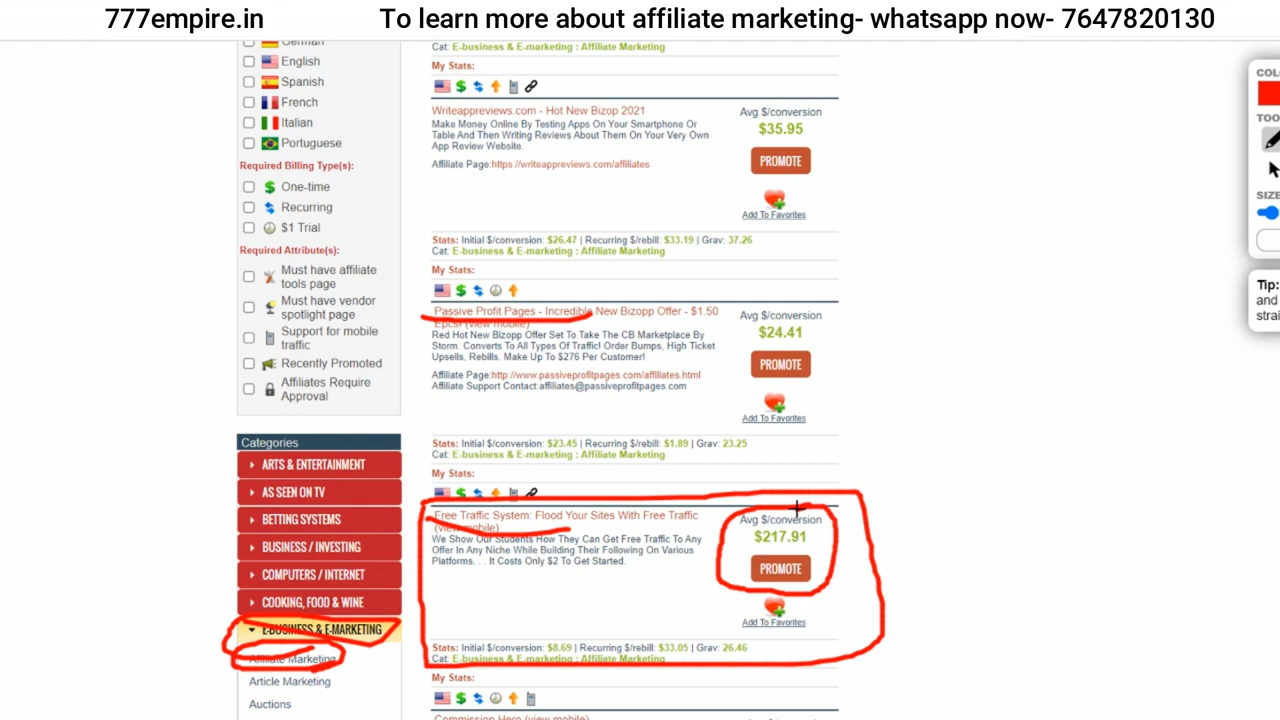 777empire.in
To learn more about affiliate marketing- whatsapp now- 7647820130
German
English
Spanish
French
Italian
Portuguese
Required Billing Type(s):
One-time
Recurring
$1 Trial
Required Attribute(s):
Must have affiliate
tools page
Must have vendor
spotlight page
Support for mobile
traffic
Recently Promoted
Affiliates Require
Approval
Categories
ARTS & ENTERTAINMENT
AS SEEN ON TV
BETTING SYSTEMS
BUSINESS / INVESTING
COMPUTERS / INTERNET
COOKING, FOOD & WINE
E-BUSINESS & E-MARKETING
Affiliate Marketing
Article Marketing
Auctions
Cat: E-business & E-marketing : Affiliate Marketing
My Stats:
Writeappreviews.com - Hot New Bizop 2021
Make Money Online By Testing Apps On Your Smartphone Or
Table And Then Writing Reviews About Them On Your Very Own
App Review Website.
Affiliate Page:https://writeappreviews.com/affiliates
Avg $/conversion
$35.95
PROMOTE
Add To Favorites
Stats: Initial $/conversion: $26.47 | Recurring $/rebill: $33.19 | Grav: 37.26
Cat: E-business & E-marketing : Affiliate Marketing
My Stats:
Passive Profit Pages - Incredible New Bizopp Offer - $1.50
Epcs! (view mobile)
Red Hot New Bizopp Offer Set To Take The CB Marketplace By
Storm. Converts To All Types Of Traffic! Order Bumps, High Ticket
Upsells, Rebills. Make Up To $276 Per Customer!
Affiliate Page:http://www.passiveprofitpages.com/affiliates.html
Affiliate Support Contact:affiliates@passiveprofitpages.com
Avg $/conversion
$24.41
PROMOTE
Add To Favorites
Stats: Initial $/conversion: $23.45 | Recurring $/rebill: $1.89 | Grav: 23.25
Cat: E-business & E-marketing : Affiliate Marketing
My Stats:
Free Traffic System: Flood Your Sites With Free Traffic
(view mobile)
We Show Our Students How They Can Get Free Traffic To Any
Offer In Any Niche While Building Their Following On Various
Platforms. . . It Costs Only $2 To Get Started.
Avg $/conversion
$217.91
PROMOTE
Add To Favorites
Stats: Initial $/conversion: $8.69 | Recurring $/rebill: $33.05 | Grav: 26.46
Cat: E-business & E-marketing : Affiliate Marketing
My Stats:
Commission Hero (view mobile)
COL
TOO
SIZE
Tip:
and
strai